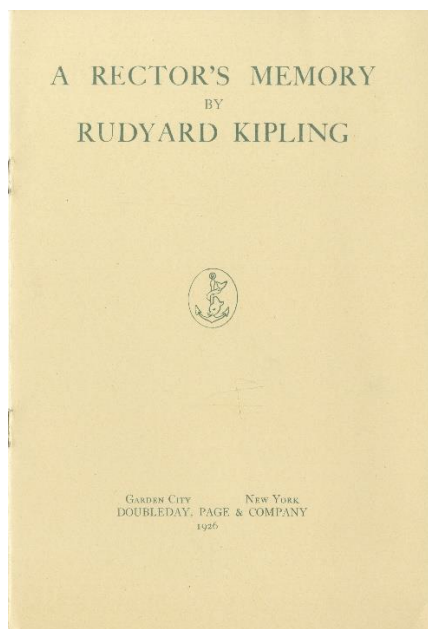 A RECTOR'S MEMORY
BY
RUDYARD KIPLING
GARDEN CITY NEW YORK
DOUBLEDAY, PAGE & COMPANY
1926